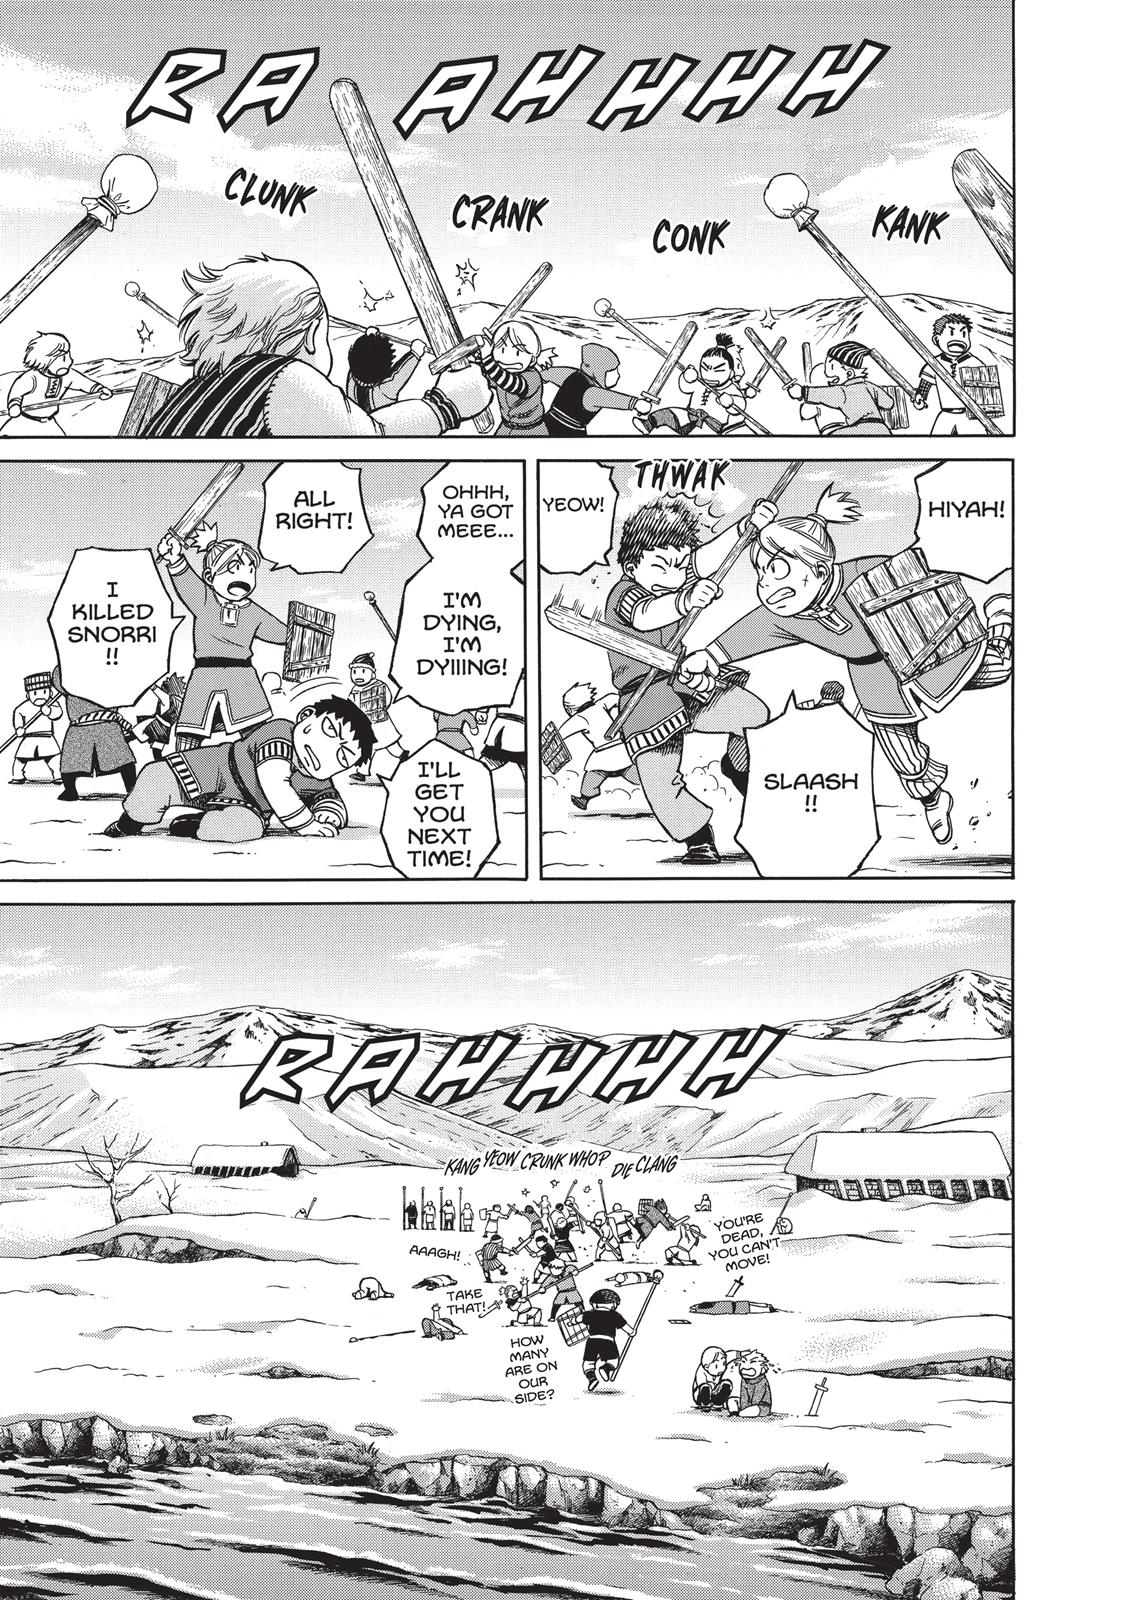 RA AHHHH
CLUNK
CRANK
CONK
KANK
HIYAH!
THWAK
YEOW!
SLAASH
!!
OHHH,
YA GOT
MEEE...
I'M
DYING,
I'M
DYIIING!
I'LL
GET
YOU
NEXT
TIME!
ALL
RIGHT!
I
KILLED
SNORRI
!!
RAHHHHH
KANG YEOW CRUNK WHOP DIE CLANG
YOU'RE
DEAD,
YOU CAN'T
MOVE!
AAAGH!
TAKE
THAT!
HOW
MANY
ARE ON
OUR
SIDE?